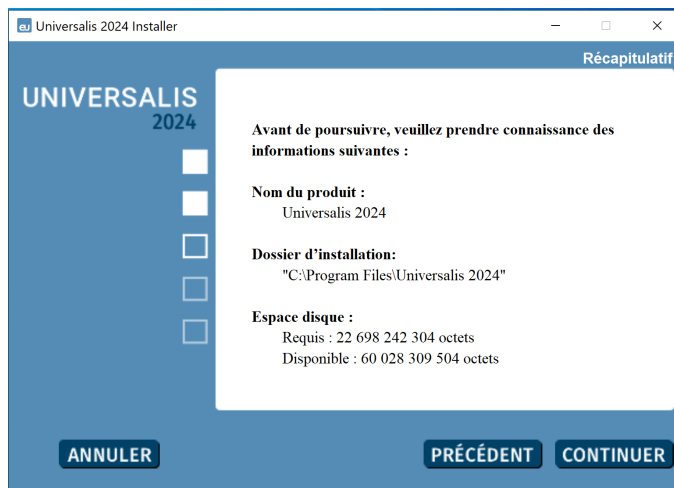 eu Universalis 2024 Installer
Récapitulatif
UNIVERSALIS
2024
Avant de poursuivre, veuillez prendre connaissance des
informations suivantes :
Nom du produit :
Universalis 2024
Dossier d’installation:
"C:\Program Files\Universalis 2024"
Espace disque :
Requis : 22 698 242 304 octets
Disponible : 60 028 309 504 octets
ANNULER
PRÉCÉDENT
CONTINUER